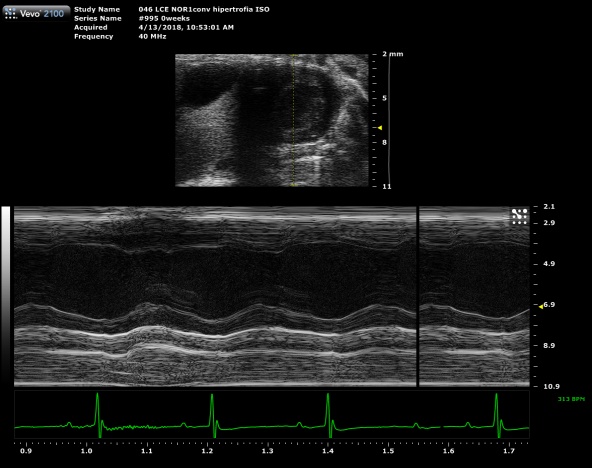 Vevo 2100
Study Name 046 LCE NOR1conv hipertrofia ISO
Series Name #995 0weeks
Acquired 4/13/2018, 10:53:01 AM
Frequency 40 MHz
2 mm
5
8
11
2.1
2.9
4.9
6.9
8.9
10.9
313 BPM
0.9 1.0 1.1 1.2 1.3 1.4 1.5 1.6 1.7